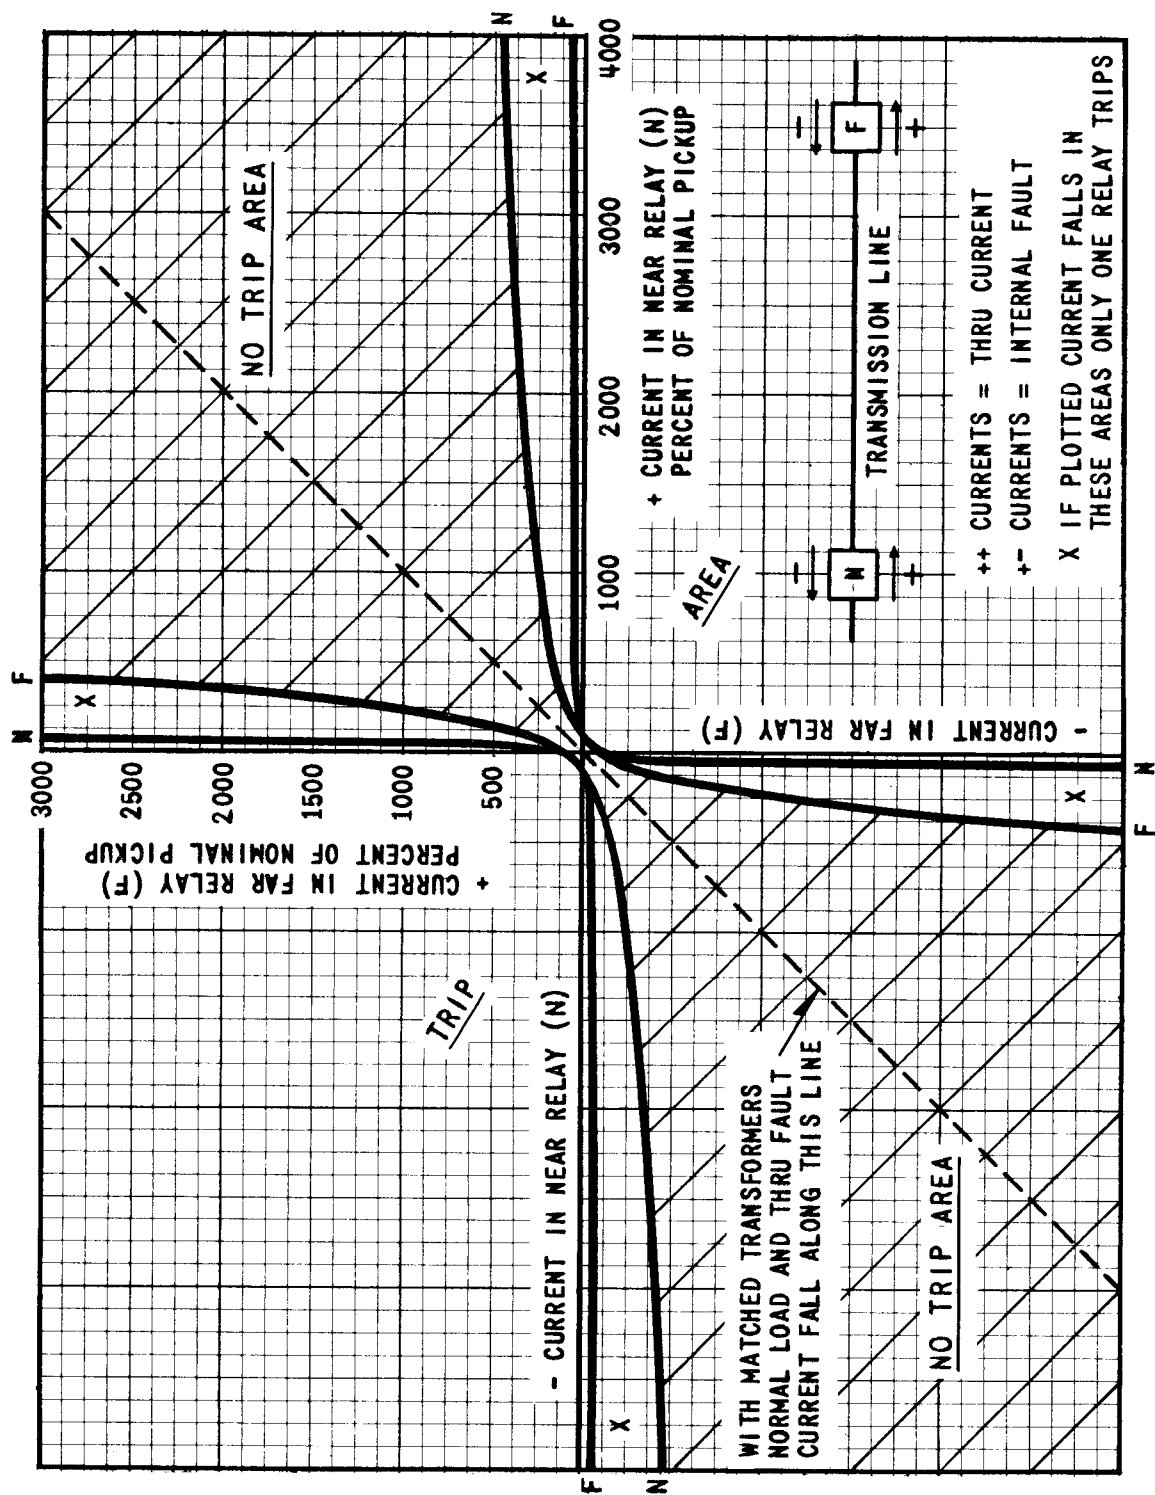 N
F
4000
3000
2000
1000
+ CURRENT IN NEAR RELAY (N)
PERCENT OF NOMINAL PICKUP
NO TRIP AREA
X
F
N
X
3000
2500
2000
1500
1000
500
+ CURRENT IN FAR RELAY (F)
PERCENT OF NOMINAL PICKUP
TRIP
AREA
- CURRENT IN NEAR RELAY (N)
- CURRENT IN FAR RELAY (F)
X
F
N
X
N
F
WITH MATCHED TRANSFORMERS
NORMAL LOAD AND THRU FAULT
CURRENT FALL ALONG THIS LINE
NO TRIP AREA
-
N
+
TRANSMISSION LINE
-
F
+
++ CURRENTS = THRU CURRENT
+- CURRENTS = INTERNAL FAULT
X IF PLOTTED CURRENT FALLS IN
THESE AREAS ONLY ONE RELAY TRIPS